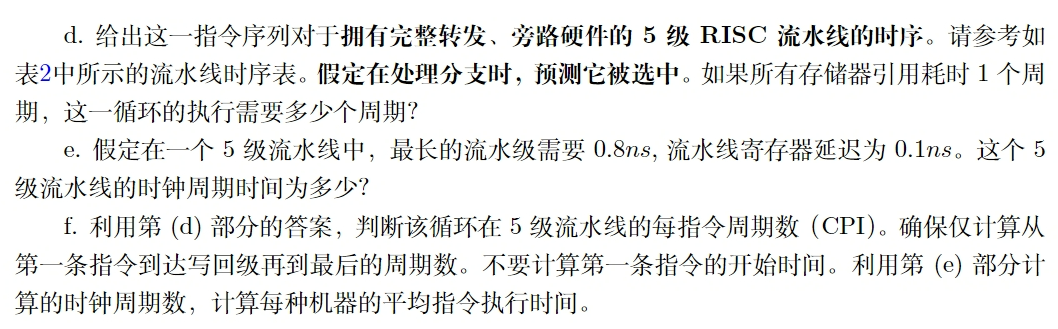 d. 给出这一指令序列对于拥有完整转发、旁路硬件的 5 级 RISC 流水线的时序。请参考如
表2中所示的流水线时序表。假定在处理分支时，预测它被选中。如果所有存储器引用耗时 1 个周
期，这一循环的执行需要多少个周期？
e. 假定在一个 5 级流水线中，最长的流水级需要 0.8ns, 流水线寄存器延迟为 0.1ns。这个 5
级流水线的时钟周期时间为多少？
f. 利用第 (d) 部分的答案，判断该循环在 5 级流水线的每指令周期数（CPI）。确保仅计算从
第一条指令到达写回级再到最后的周期数。不要计算第一条指令的开始时间。利用第 (e) 部分计
算的时钟周期数，计算每种机器的平均指令执行时间。